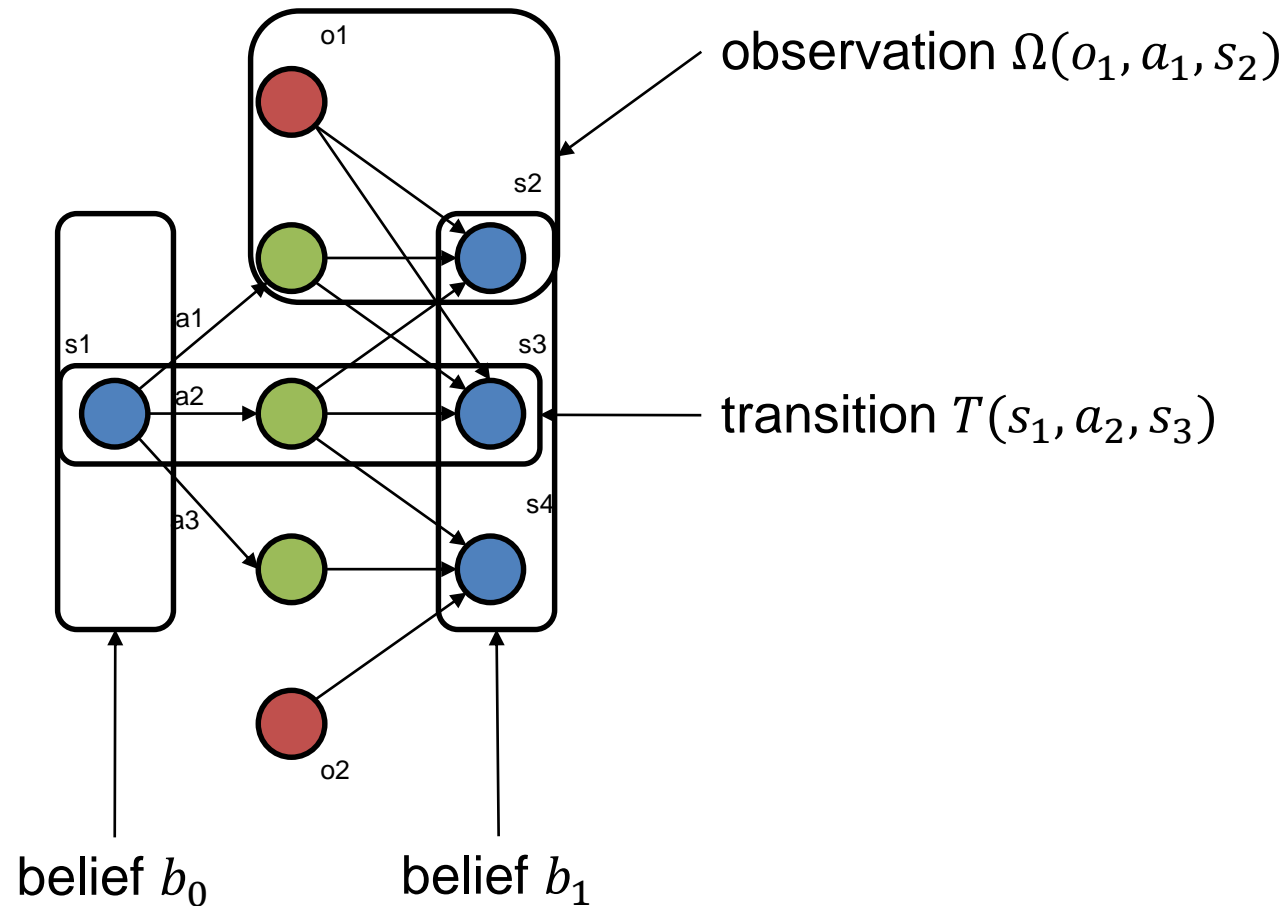 o1
observation Ω(o₁, a₁, s₂)
s2
a1
s1
s3
a2
transition T(s₁, a₂, s₃)
s4
a3
o2
belief b₀
belief b₁